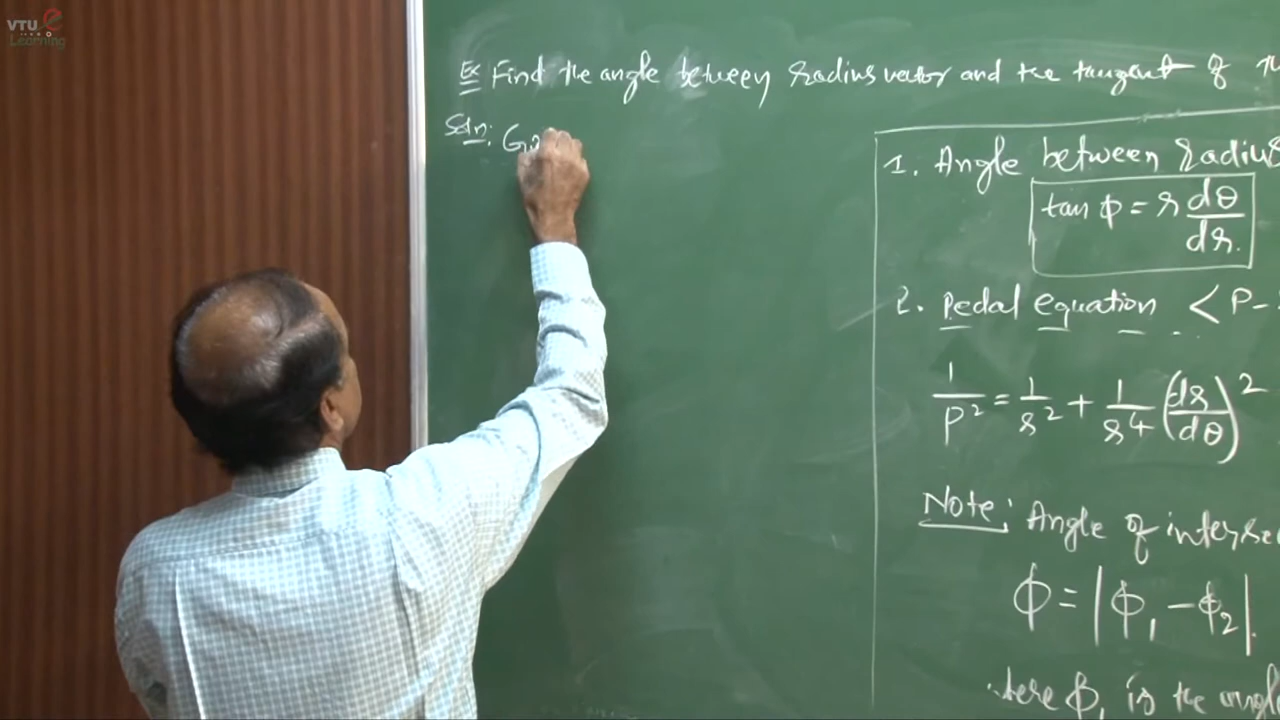 VTU e
Learning
Ex Find the angle between radius vector and the tangent of
Soln:
1. Angle between radius
tan ϕ = r dθ/dr.
2. Pedal equation < P-
1/P² = 1/r² + 1/r⁴ (dr/dθ)²
Note: Angle of interse
ϕ = |ϕ₁ - ϕ₂|.
ϕ₁ is the angle